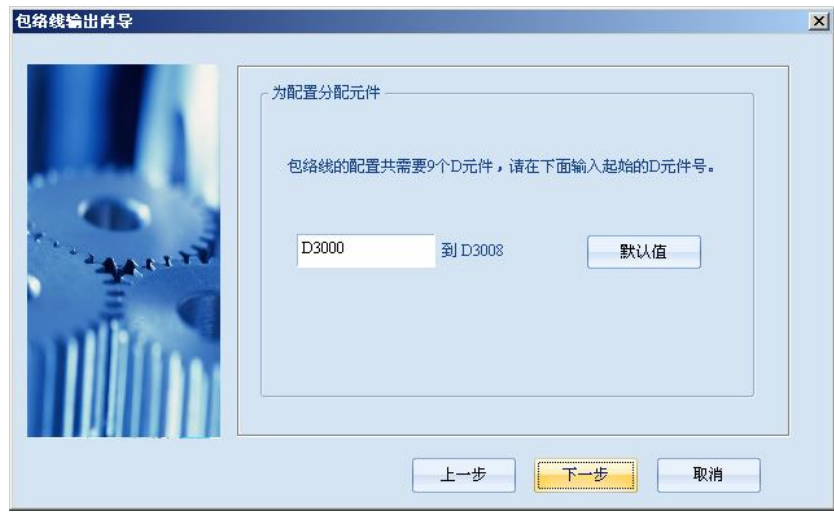 包络线输出向导
为配置分配元件
包络线的配置共需要9个D元件，请在下面输入起始的D元件号。
D3000 到 D3008 默认值
上一步 下一步 取消